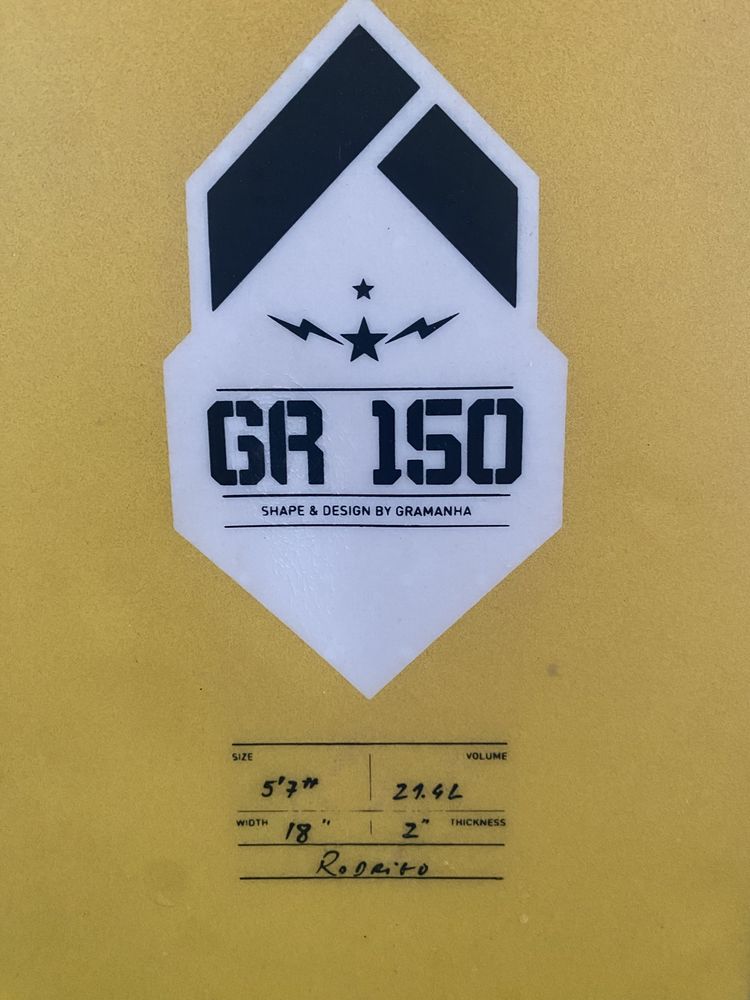 GR 150
SHAPE & DESIGN BY GRAMANHA
SIZE VOLUME
5'7" 21.4L
WIDTH 18" 2" THICKNESS
RODRIGO